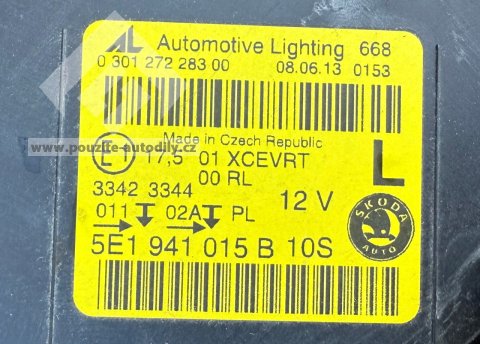 AL Automotive Lighting 668
0 301 272 283 00 08.06.13 0153
Made in Czech Republic
www.pouzite-autodily.cz
E1 17,5 01 XCEVRT
00 RL
L
3342 3344 12 V
011 02A PL
5E1 941 015 B 10S
ŠKODA
AUTO